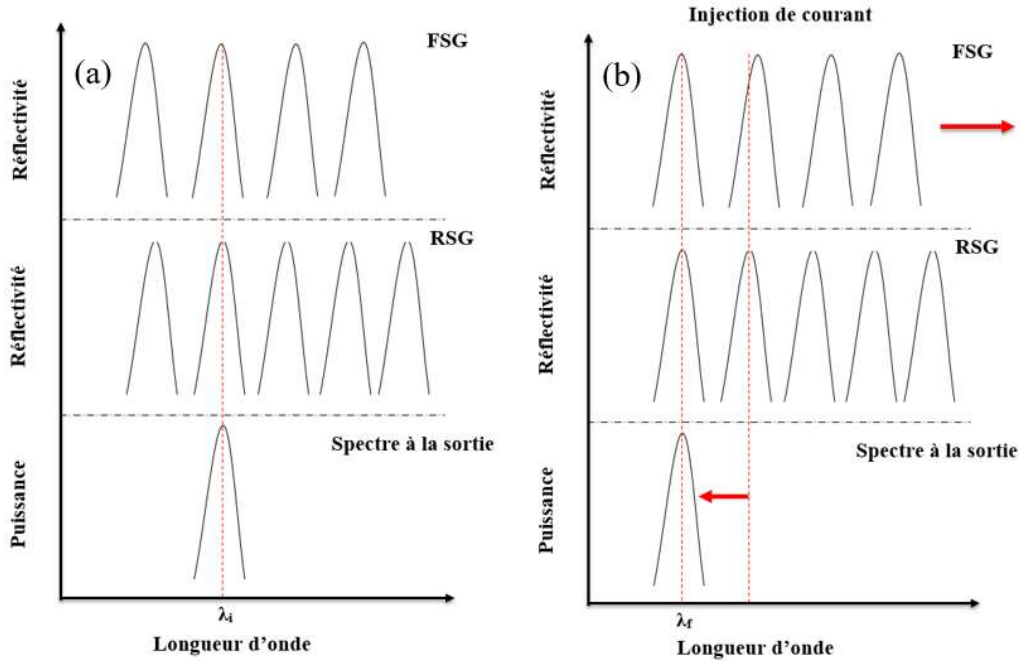 (a)
FSG
Réflectivité
RSG
Réflectivité
Spectre à la sortie
Puissance
λi
Longueur d'onde
Injection de courant
(b)
FSG
Réflectivité
RSG
Réflectivité
Spectre à la sortie
Puissance
λf
Longueur d'onde